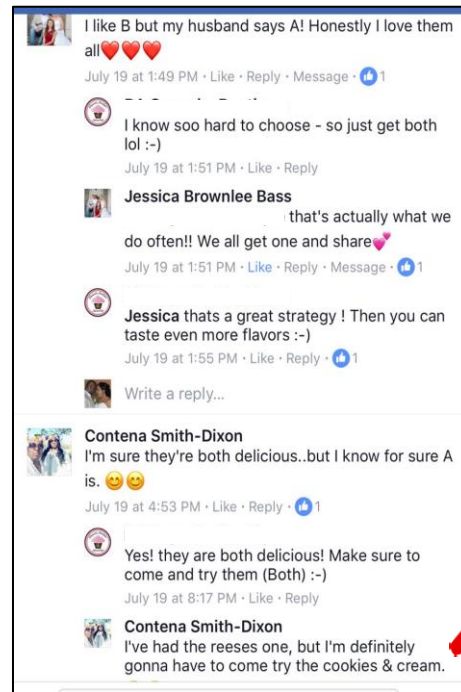 I like B but my husband says A! Honestly I love them
all❤️❤️❤️
July 19 at 1:49 PM · Like · Reply · Message · 1
I know soo hard to choose - so just get both
lol :-)
July 19 at 1:51 PM · Like · Reply
Jessica Brownlee Bass
that's actually what we
do often!! We all get one and share💕
July 19 at 1:51 PM · Like · Reply · Message · 1
Jessica thats a great strategy ! Then you can
taste even more flavors :-)
July 19 at 1:55 PM · Like · Reply · 1
Write a reply...
Contena Smith-Dixon
I'm sure they're both delicious..but I know for sure A
is. 😊😊
July 19 at 4:53 PM · Like · Reply · 1
Yes! they are both delicious! Make sure to
come and try them (Both) :-)
July 19 at 8:17 PM · Like · Reply
Contena Smith-Dixon
I've had the reeses one, but I'm definitely
gonna have to come try the cookies & cream.